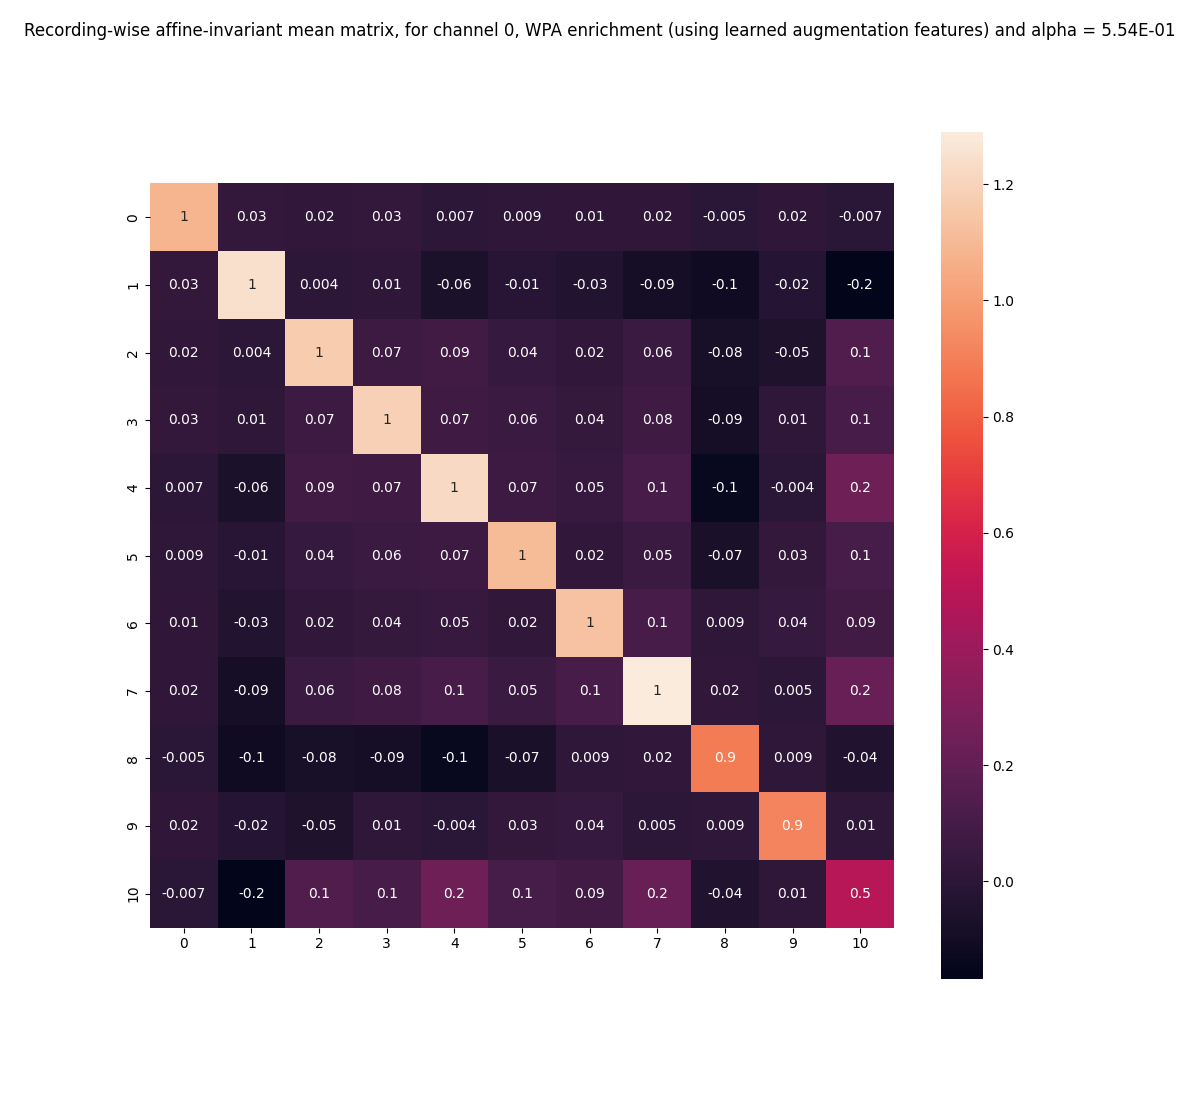 Recording-wise affine-invariant mean matrix, for channel 0, WPA enrichment (using learned augmentation features) and alpha = 5.54E-01
0 1 0.03 0.02 0.03 0.007 0.009 0.01 0.02 -0.005 0.02 -0.007
1 0.03 1 0.004 0.01 -0.06 -0.01 -0.03 -0.09 -0.1 -0.02 -0.2
2 0.02 0.004 1 0.07 0.09 0.04 0.02 0.06 -0.08 -0.05 0.1
3 0.03 0.01 0.07 1 0.07 0.06 0.04 0.08 -0.09 0.01 0.1
4 0.007 -0.06 0.09 0.07 1 0.07 0.05 0.1 -0.1 -0.004 0.2
5 0.009 -0.01 0.04 0.06 0.07 1 0.02 0.05 -0.07 0.03 0.1
6 0.01 -0.03 0.02 0.04 0.05 0.02 1 0.1 0.009 0.04 0.09
7 0.02 -0.09 0.06 0.08 0.1 0.05 0.1 1 0.02 0.005 0.2
8 -0.005 -0.1 -0.08 -0.09 -0.1 -0.07 0.009 0.02 0.9 0.009 -0.04
9 0.02 -0.02 -0.05 0.01 -0.004 0.03 0.04 0.005 0.009 0.9 0.01
10 -0.007 -0.2 0.1 0.1 0.2 0.1 0.09 0.2 -0.04 0.01 0.5
0 1 2 3 4 5 6 7 8 9 10
1.2
1.0
0.8
0.6
0.4
0.2
0.0